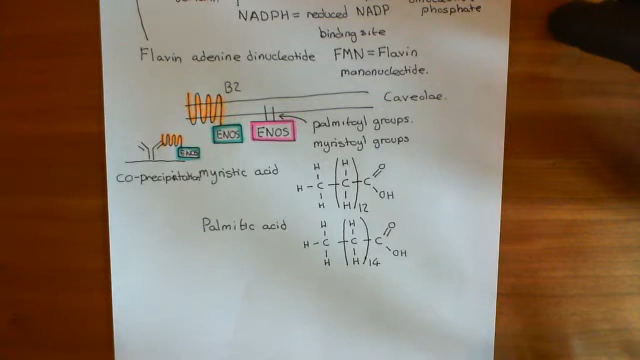 NADPH = reduced NADP
phosphate
binding site
Flavin adenine dinucleotide FMN = Flavin
mononucleotide.
B2
Caveolae.
ENOS
ENOS
palmitoyl groups.
myristoyl groups
ENOS
CO-precipitation
myristic acid
H H O
H - C - C - C
H H OH
12
Palmitic acid
H H O
H - C - C - C
H H OH
14